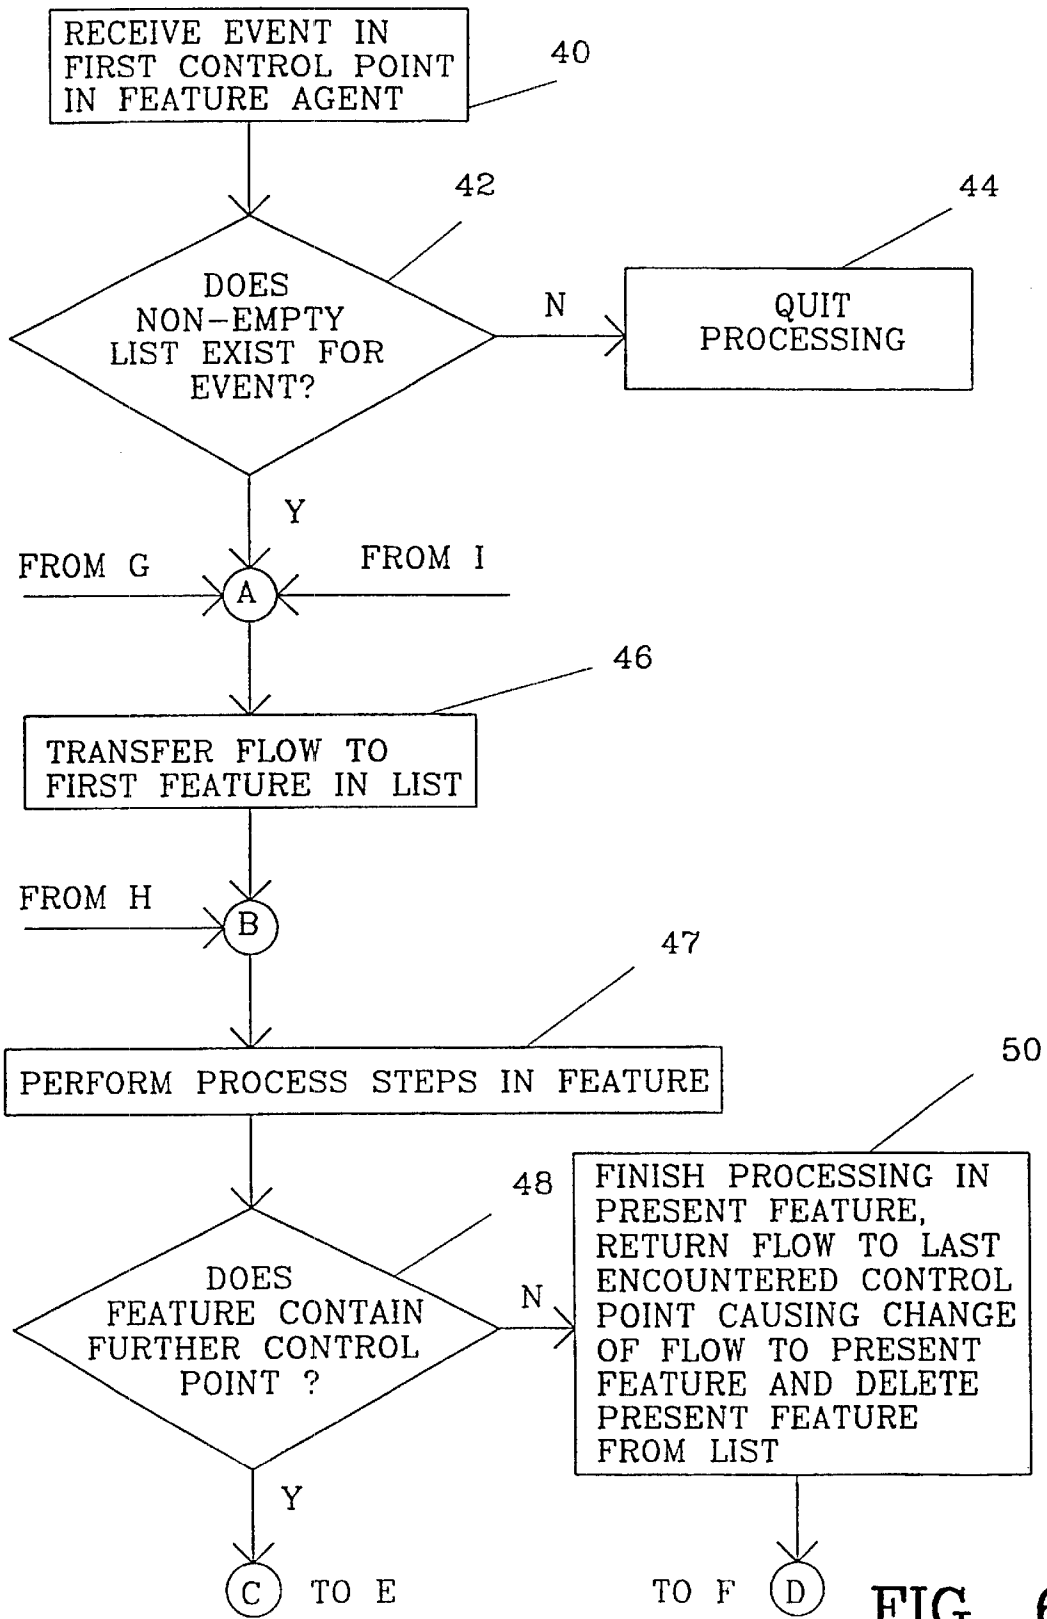 RECEIVE EVENT IN
FIRST CONTROL POINT
IN FEATURE AGENT
40
42
44
DOES
NON-EMPTY
LIST EXIST FOR
EVENT?
N
QUIT
PROCESSING
Y
FROM G
A
FROM I
46
TRANSFER FLOW TO
FIRST FEATURE IN LIST
FROM H
B
47
PERFORM PROCESS STEPS IN FEATURE
50
48
DOES
FEATURE CONTAIN
FURTHER CONTROL
POINT ?
N
FINISH PROCESSING IN
PRESENT FEATURE,
RETURN FLOW TO LAST
ENCOUNTERED CONTROL
POINT CAUSING CHANGE
OF FLOW TO PRESENT
FEATURE AND DELETE
PRESENT FEATURE
FROM LIST
Y
C TO E
TO F D
FIG. 6